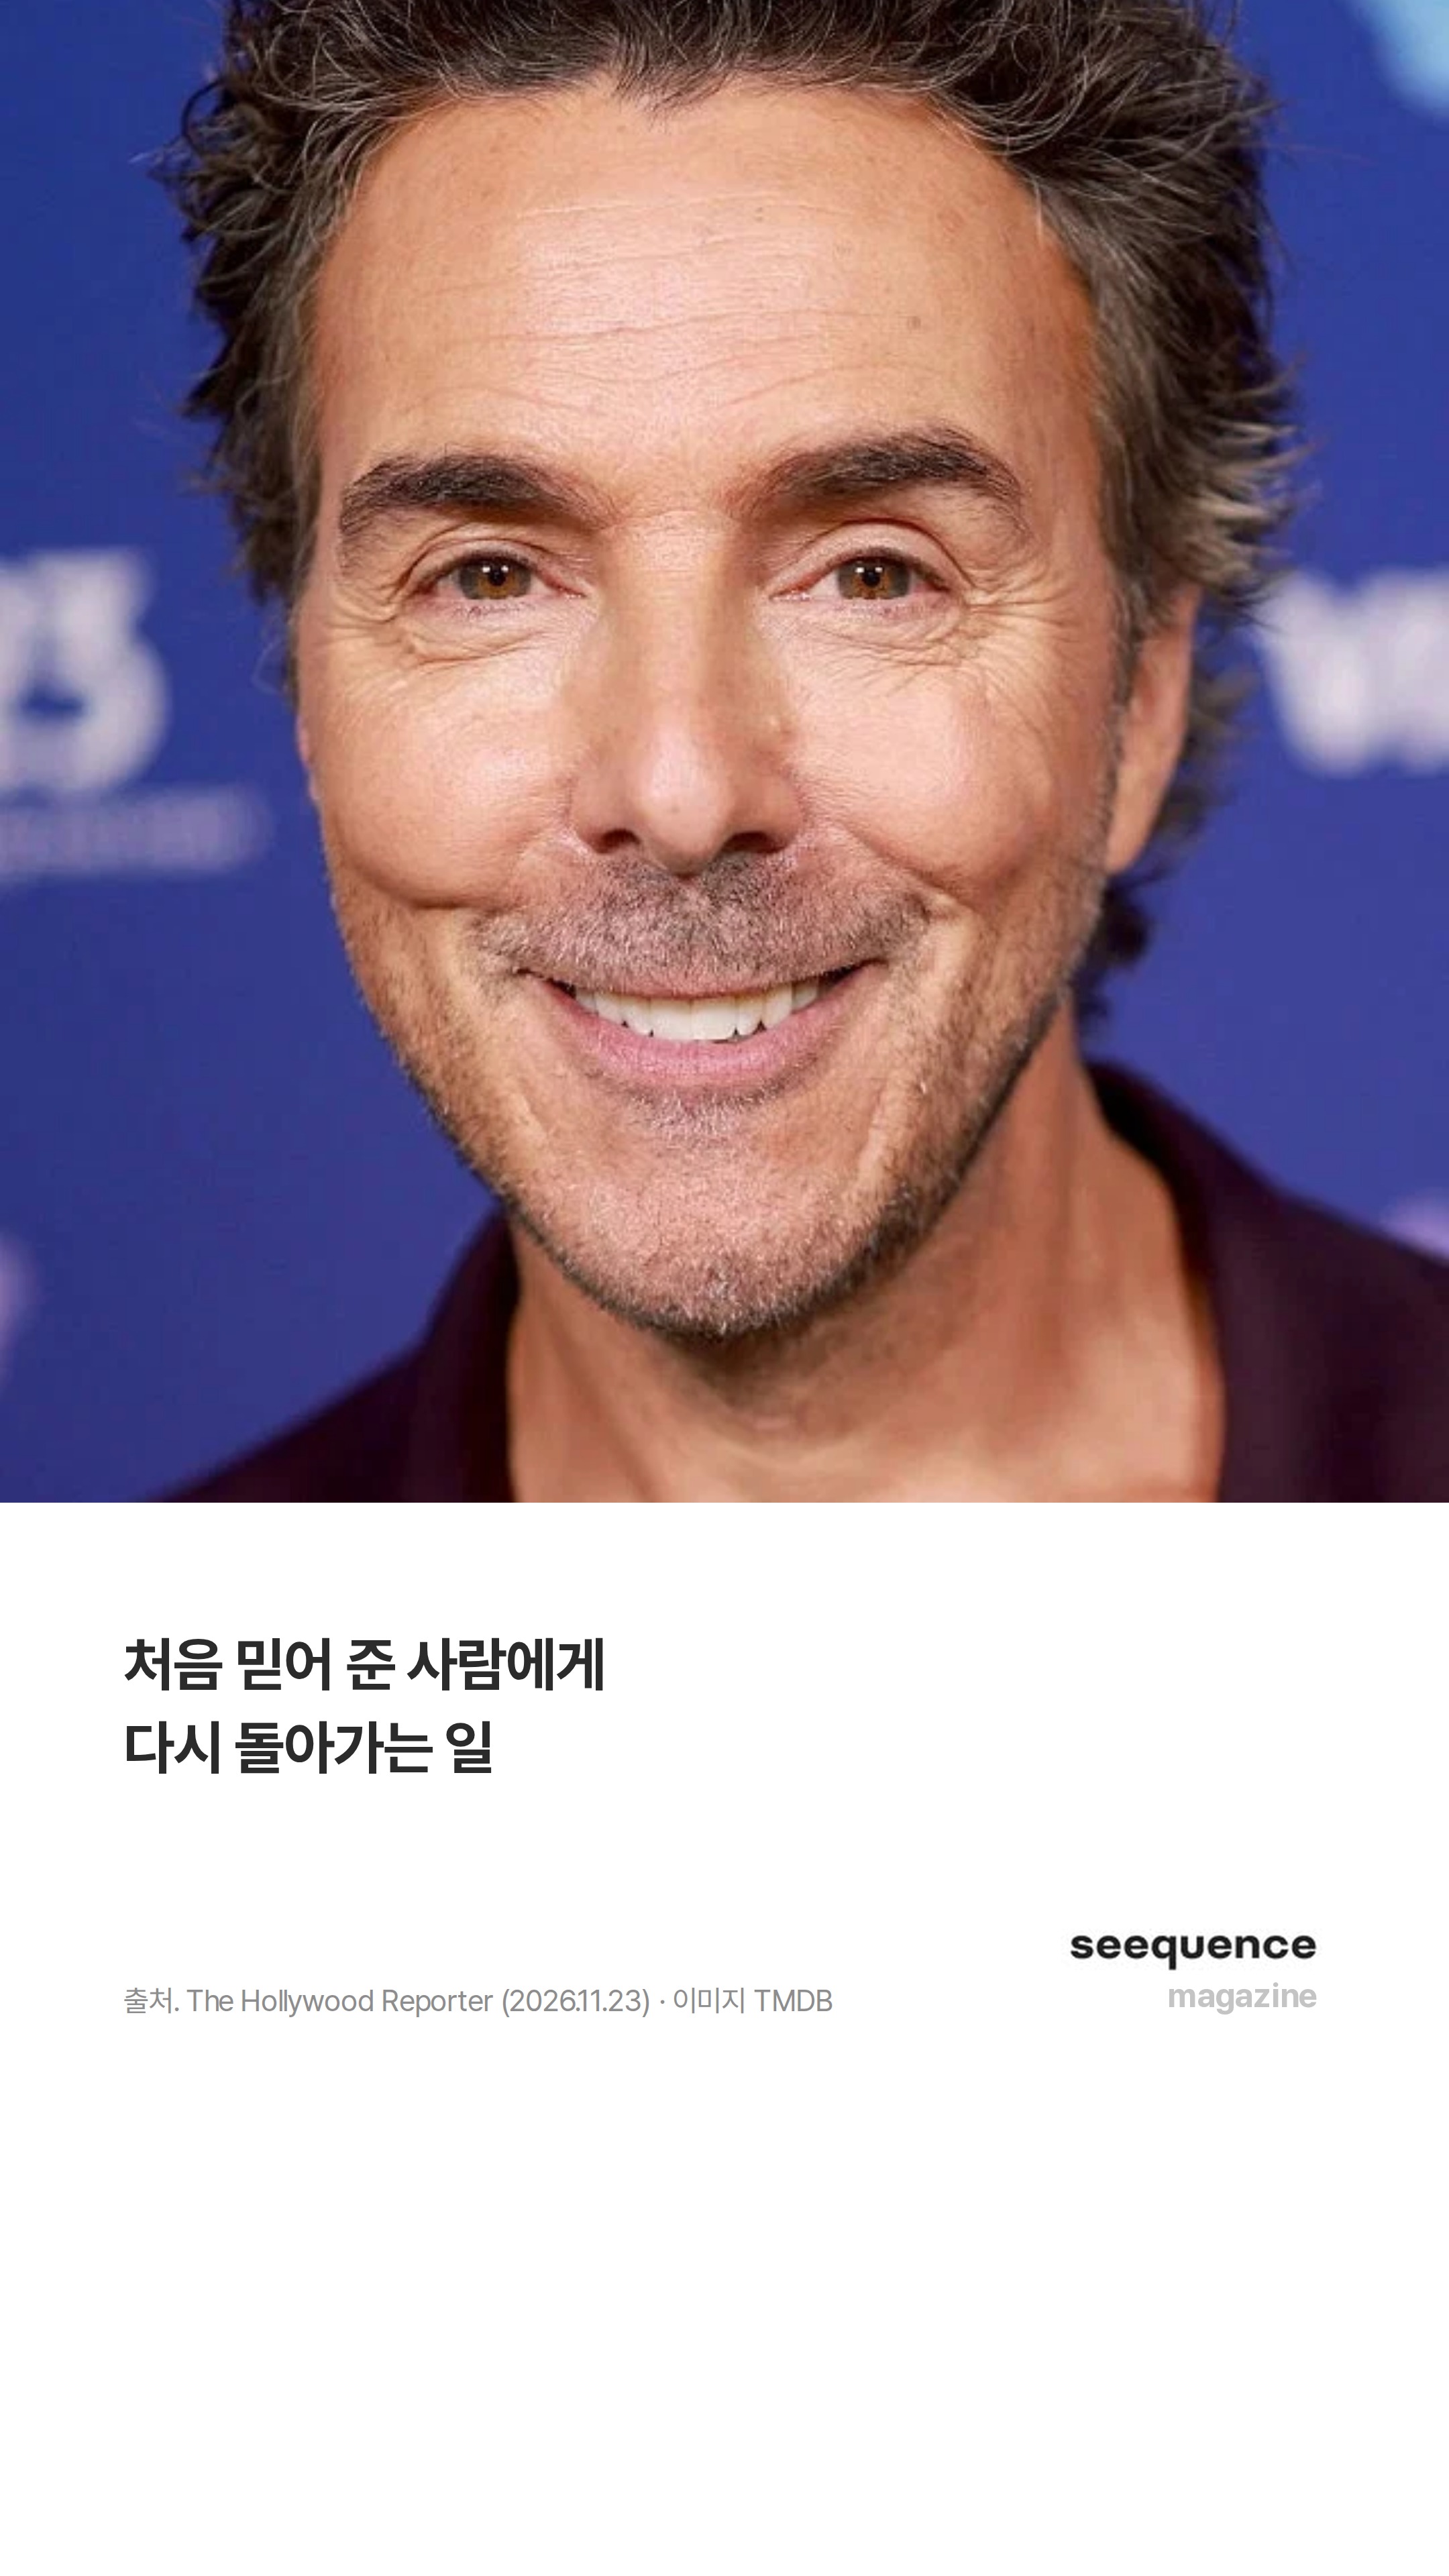 처음 믿어 준 사람에게
다시 돌아가는 일
seequence
magazine
출처. The Hollywood Reporter (2026.11.23) · 이미지 TMDB